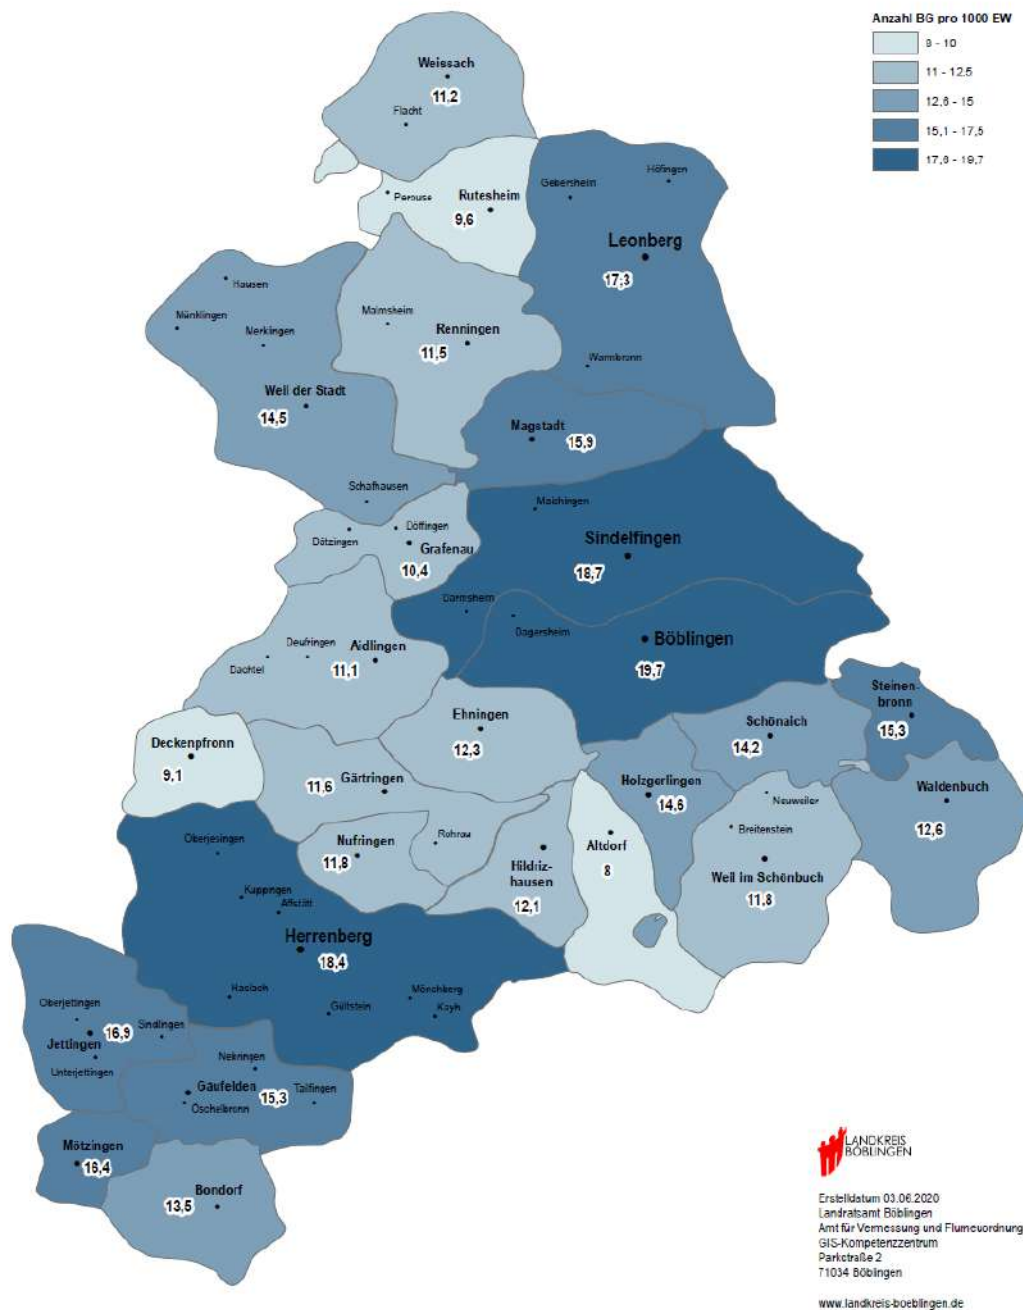 Anzahl BG pro 1000 EW
8 - 10
11 - 12,5
12,6 - 15
15,1 - 17,5
17,6 - 19,7
Weissach
11,2
Flacht
Perouse
Rutesheim
9,6
Gebersheim
Höfingen
Leonberg
17,3
Warmbronn
Hausen
Münklingen
Merkingen
Weil der Stadt
14,5
Schafhausen
Malmsheim
Renningen
11,5
Magstadt
15,9
Maichingen
Sindelfingen
18,7
Darmsheim
Dagersheim
Böblingen
19,7
Döffingen
Dätzingen
Grafenau
10,4
Deufringen
Aidlingen
Dachtel
11,1
Ehningen
12,3
Steinen-
bronn
15,3
Schönaich
14,2
Deckenpfronn
9,1
Gärtringen
11,6
Rohrau
Nufringen
11,8
Holzgerlingen
14,6
Neuweiler
Breitenstein
Weil im Schönbuch
11,8
Waldenbuch
12,6
Altdorf
8
Hildriz-
hausen
12,1
Oberjesingen
Kuppingen
Affstätt
Herrenberg
18,4
Haslach
Gültstein
Mönchberg
Kayh
Oberjettingen
16,9
Sindlingen
Jettingen
Unterjettingen
Nebringen
Gäufelden
15,3
Tailfingen
Öschelbronn
Mötzingen
16,4
Bondorf
13,5
LANDKREIS
BÖBLINGEN
Erstelldatum 03.06.2020
Landratsamt Böblingen
Amt für Vermessung und Flurneuordnung
GIS-Kompetenzzentrum
Parkstraße 2
71034 Böblingen
www.landkreis-boeblingen.de